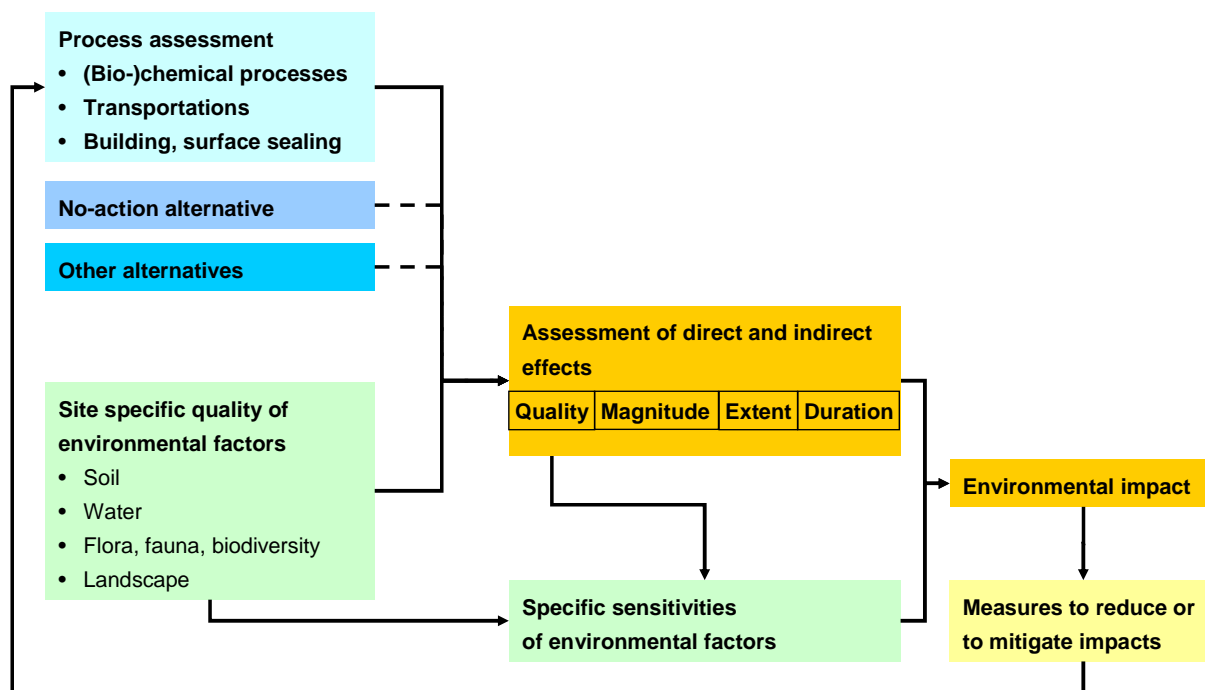 Process assessment
• (Bio-)chemical processes
• Transportations
• Building, surface sealing
No-action alternative
Other alternatives
Assessment of direct and indirect
effects
Quality Magnitude Extent Duration
Site specific quality of
environmental factors
• Soil
• Water
• Flora, fauna, biodiversity
• Landscape
Environmental impact
Specific sensitivities
of environmental factors
Measures to reduce or
to mitigate impacts